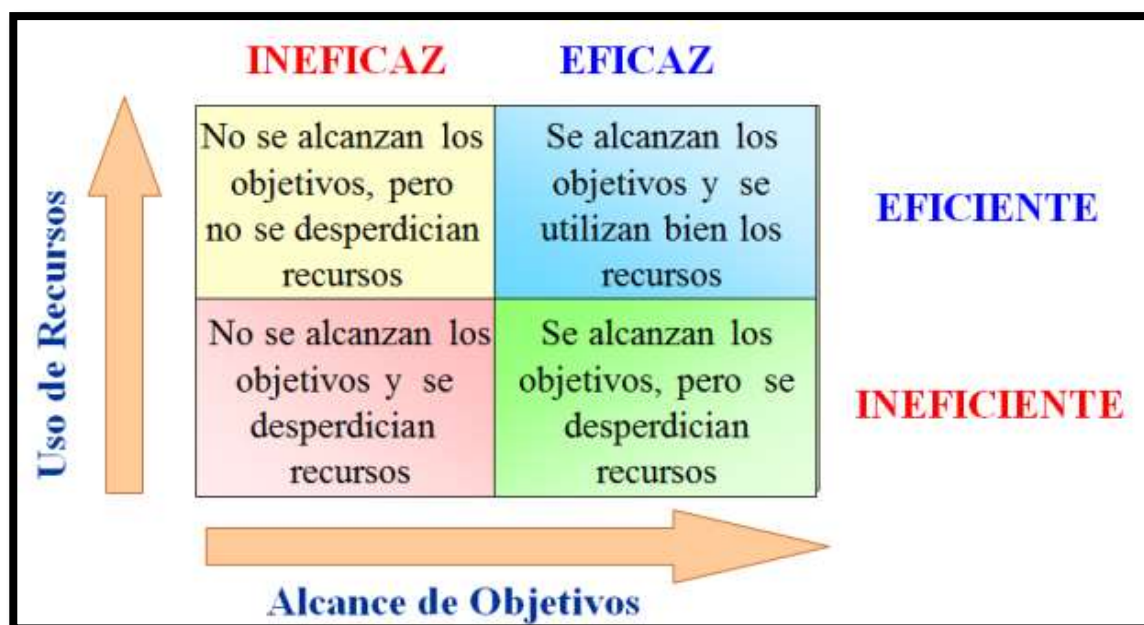 INEFICAZ
EFICAZ
Uso de Recursos
No se alcanzan los
objetivos, pero
no se desperdician
recursos
Se alcanzan los
objetivos y se
utilizan bien los
recursos
EFICIENTE
No se alcanzan los
objetivos y se
desperdician
recursos
Se alcanzan los
objetivos, pero se
desperdician
recursos
INEFICIENTE
Alcance de Objetivos